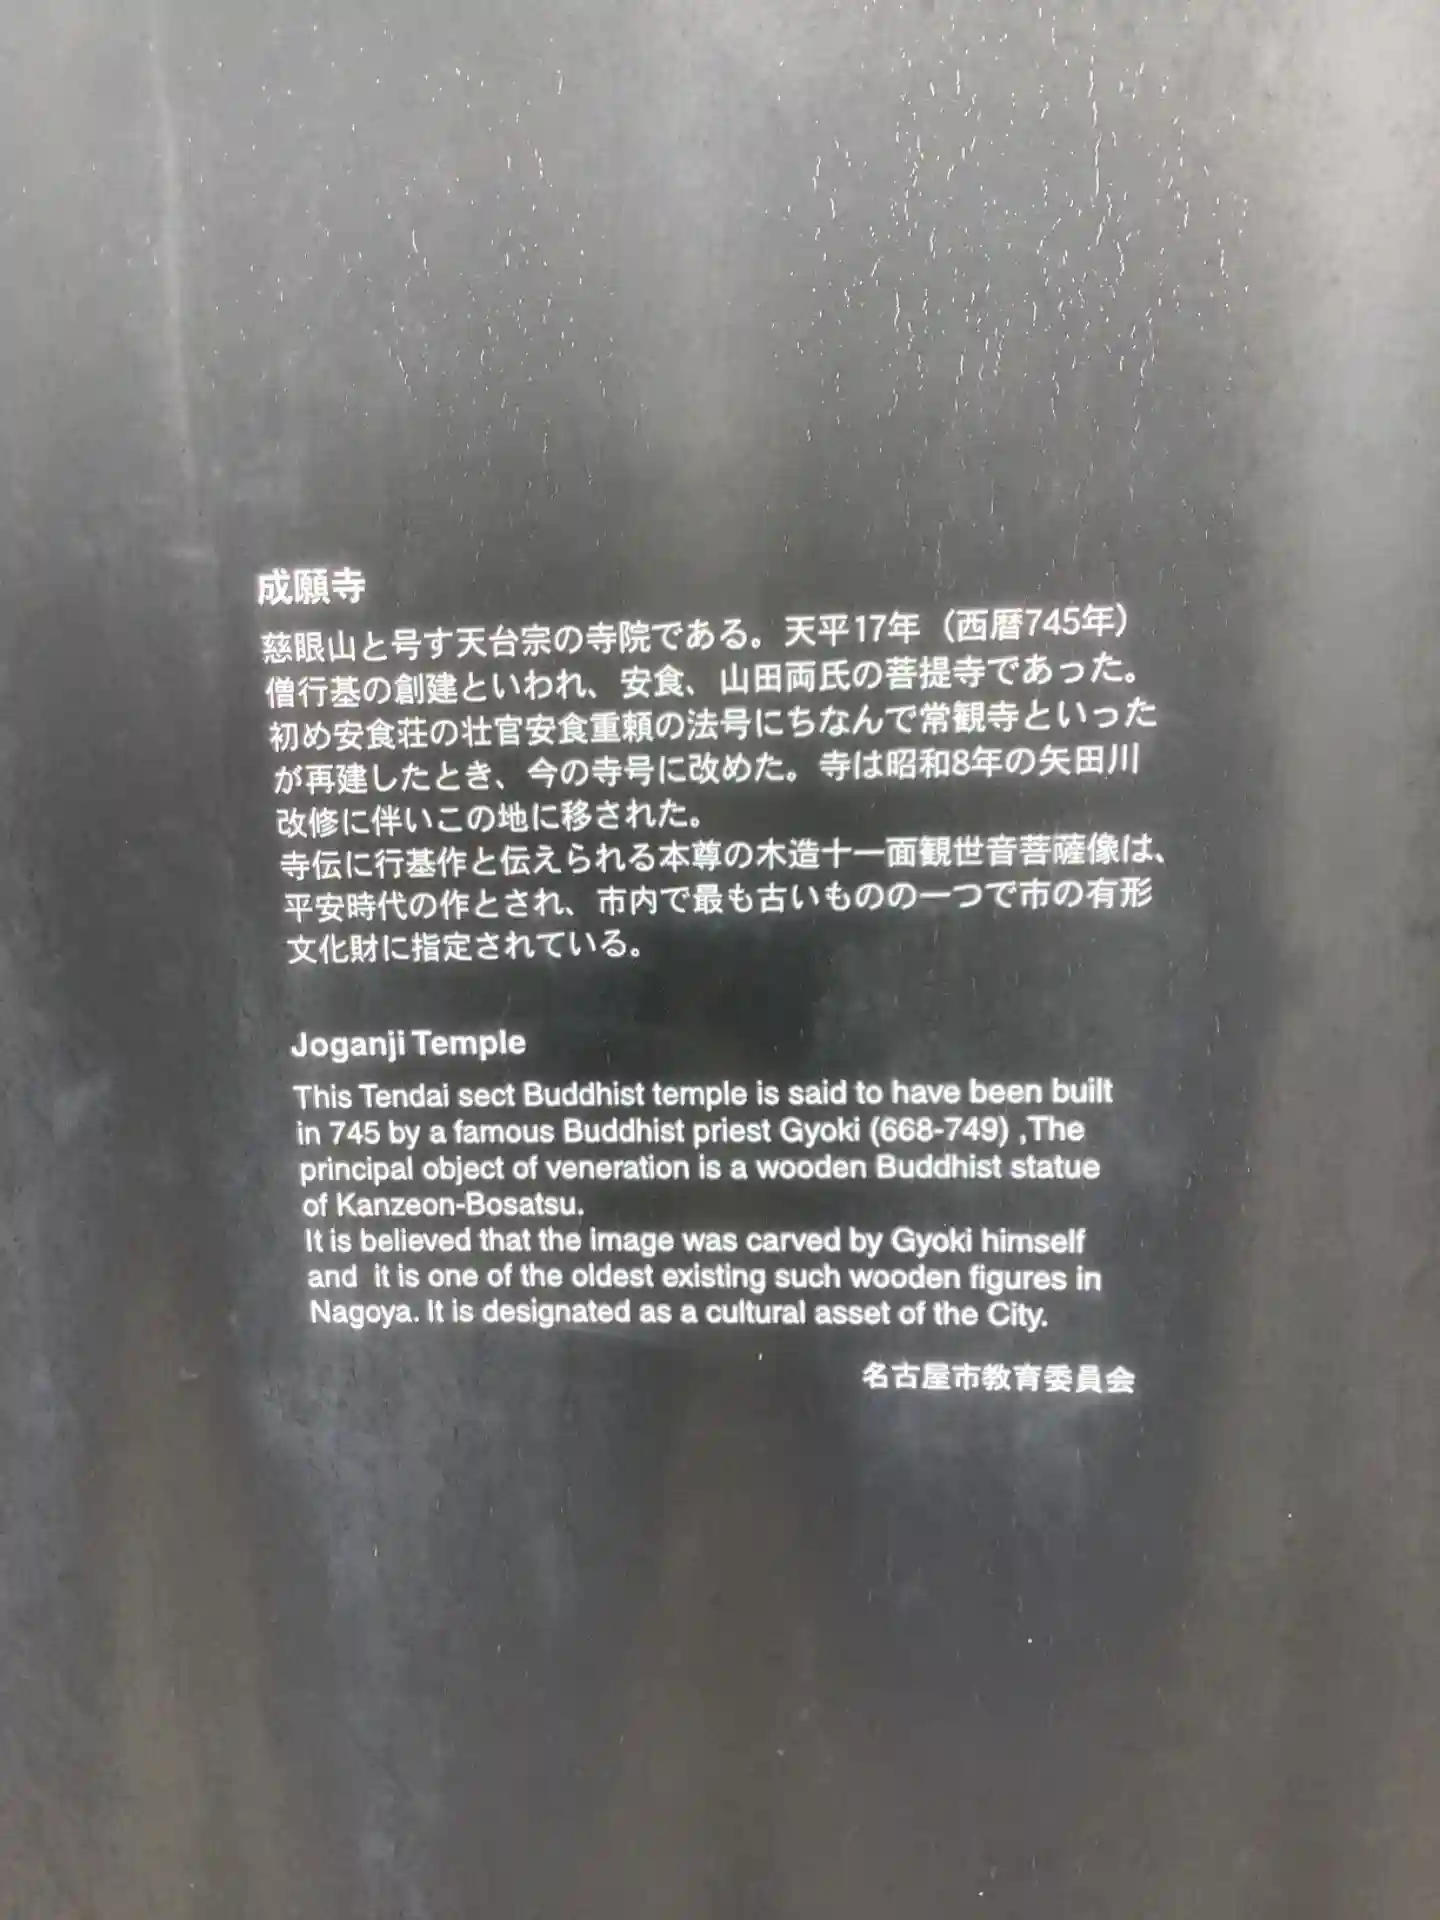 成願寺
慈眼山と号す天台宗の寺院である。天平17年（西暦745年）
僧行基の創建といわれ、安食、山田両氏の菩提寺であった。
初め安食荘の壮官安食重頼の法号にちなんで常観寺といった
が再建したとき、今の寺号に改めた。寺は昭和8年の矢田川
改修に伴いこの地に移された。
寺伝に行基作と伝えられる本尊の木造十一面観世音菩薩像は、
平安時代の作とされ、市内で最も古いものの一つで市の有形
文化財に指定されている。
Joganji Temple
This Tendai sect Buddhist temple is said to have been built
in 745 by a famous Buddhist priest Gyoki (668-749) ,The
principal object of veneration is a wooden Buddhist statue
of Kanzeon-Bosatsu.
It is believed that the image was carved by Gyoki himself
and  it is one of the oldest existing such wooden figures in
Nagoya. It is designated as a cultural asset of the City.
名古屋市教育委員会